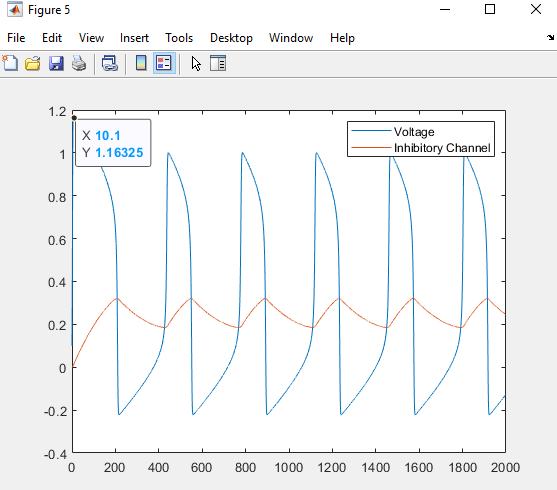 Figure 5
File Edit View Insert Tools Desktop Window Help
1.2
1
0.8
0.6
0.4
0.2
0
-0.2
-0.4
X 10.1
Y 1.16325
Voltage
Inhibitory Channel
0 200 400 600 800 1000 1200 1400 1600 1800 2000